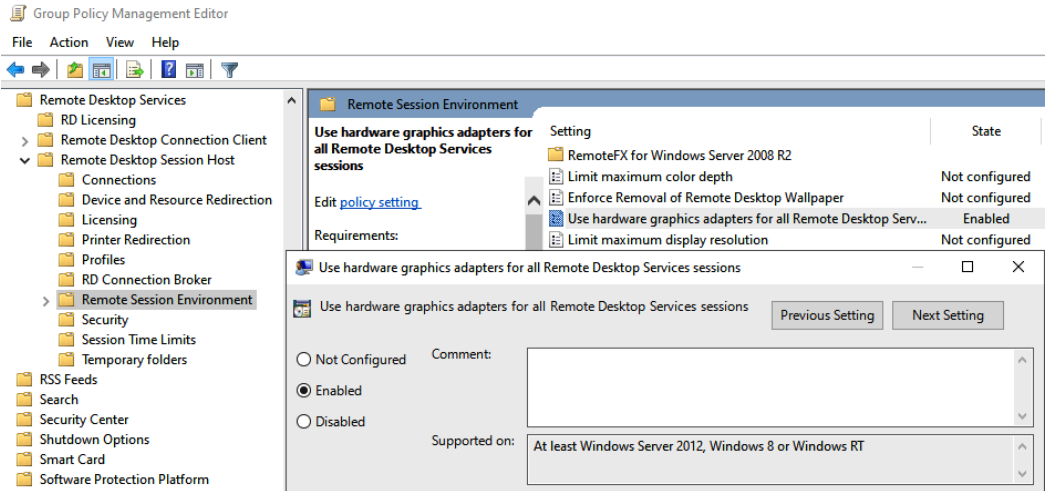 Group Policy Management Editor
File Action View Help
Remote Desktop Services
RD Licensing
Remote Desktop Connection Client
Remote Desktop Session Host
Connections
Device and Resource Redirection
Licensing
Printer Redirection
Profiles
RD Connection Broker
Remote Session Environment
Security
Session Time Limits
Temporary folders
RSS Feeds
Search
Security Center
Shutdown Options
Smart Card
Software Protection Platform
Remote Session Environment
Use hardware graphics adapters for
all Remote Desktop Services
sessions
Edit policy setting
Requirements:
Setting State
RemoteFX for Windows Server 2008 R2
Limit maximum color depth Not configured
Enforce Removal of Remote Desktop Wallpaper Not configured
Use hardware graphics adapters for all Remote Desktop Serv... Enabled
Limit maximum display resolution Not configured
Use hardware graphics adapters for all Remote Desktop Services sessions
Use hardware graphics adapters for all Remote Desktop Services sessions
Previous Setting Next Setting
Not Configured
Enabled
Disabled
Comment:
Supported on: At least Windows Server 2012, Windows 8 or Windows RT